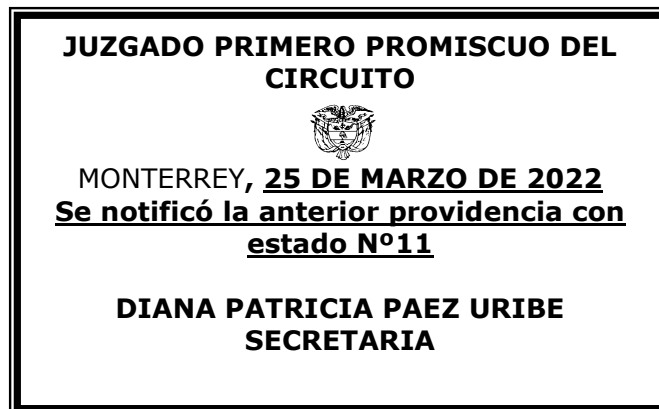 JUZGADO PRIMERO PROMISCUO DEL
CIRCUITO
MONTERREY, 25 DE MARZO DE 2022
Se notificó la anterior providencia con
estado Nº11
DIANA PATRICIA PAEZ URIBE
SECRETARIA